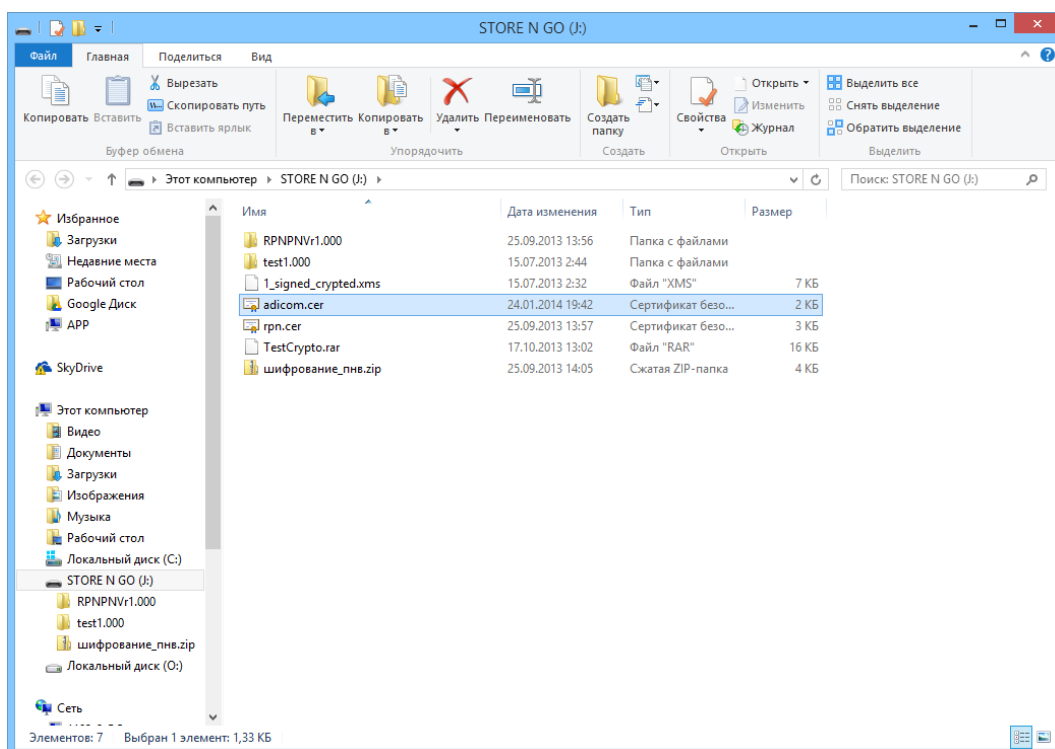 STORE N GO (J:)
Файл Главная Поделиться Вид
Копировать Вставить Вырезать Скопировать путь Вставить ярлык
Переместить в Копировать в Удалить Переименовать
Создать папку
Свойства Открыть Изменить Журнал
Выделить все Снять выделение Обратить выделение
Буфер обмена Упорядочить Создать Открыть Выделить
Этот компьютер STORE N GO (J:) Поиск: STORE N GO (J:)
Избранное
Загрузки
Недавние места
Рабочий стол
Google Диск
APP
SkyDrive
Этот компьютер
Видео
Документы
Загрузки
Изображения
Музыка
Рабочий стол
Локальный диск (C:)
STORE N GO (J:)
RPNPNVr1.000
test1.000
шифрование_пнв.zip
Локальный диск (O:)
Сеть
Имя Дата изменения Тип Размер
RPNPNVr1.000 25.09.2013 13:56 Папка с файлами
test1.000 15.07.2013 2:44 Папка с файлами
1_signed_crypted.xms 15.07.2013 2:32 Файл "XMS" 7 КБ
adicom.cer 24.01.2014 19:42 Сертификат безо... 2 КБ
rpn.cer 25.09.2013 13:57 Сертификат безо... 3 КБ
TestCrypto.rar 17.10.2013 13:02 Файл "RAR" 16 КБ
шифрование_пнв.zip 25.09.2013 14:05 Сжатая ZIP-папка 4 КБ
Элементов: 7 Выбран 1 элемент: 1,33 КБ